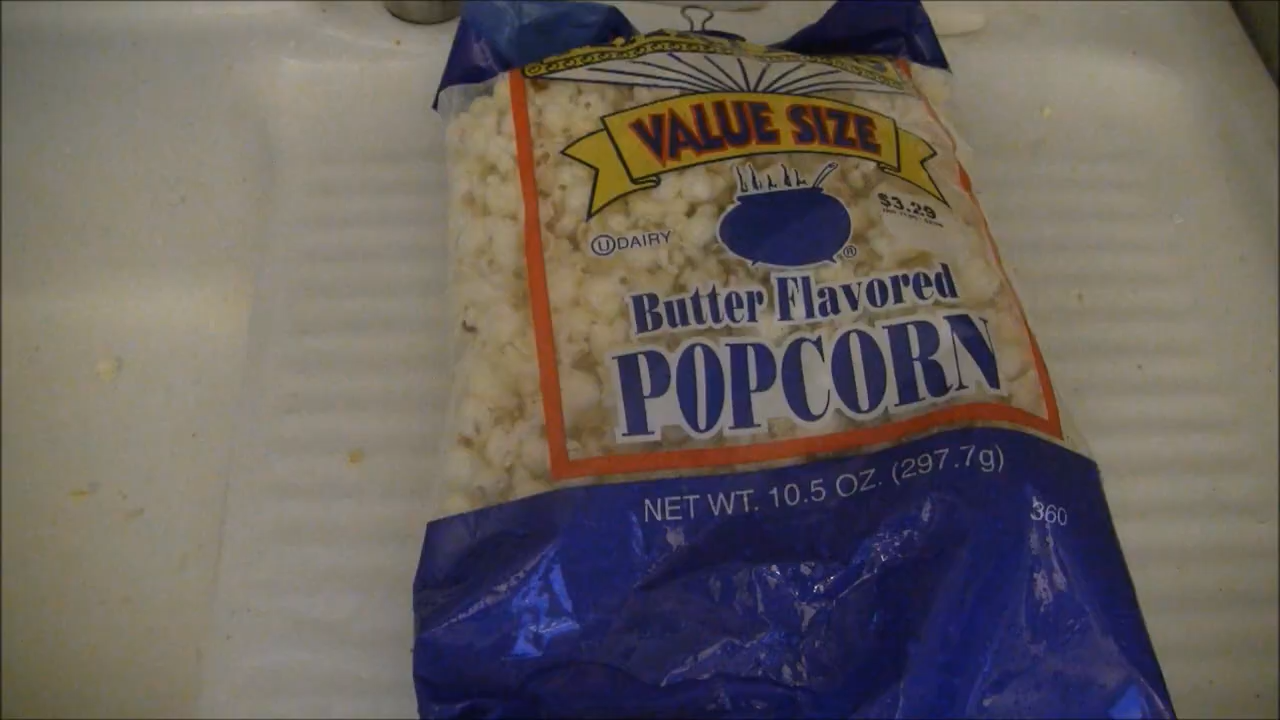 VALUE SIZE
$3.29
Ⓤ DAIRY
®
Butter Flavored
POPCORN
NET WT. 10.5 OZ. (297.7g)
360